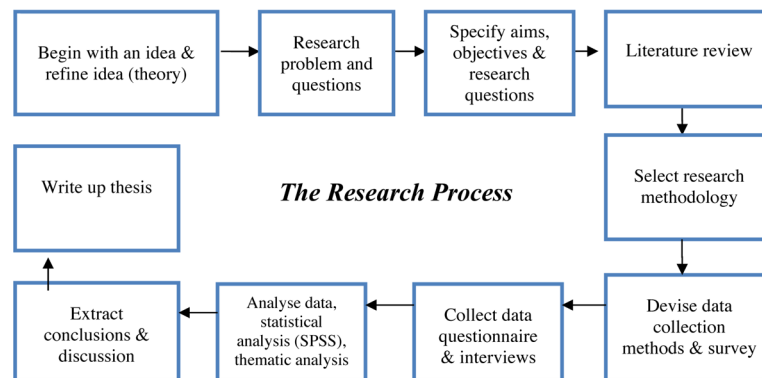 Begin with an idea &
refine idea (theory)
Research
problem and
questions
Specify aims,
objectives &
research
questions
Literature review
Select research
methodology
Devise data
collection
methods & survey
Collect data
questionnaire
& interviews
Analyse data,
statistical
analysis (SPSS),
thematic analysis
Extract
conclusions &
discussion
Write up thesis
The Research Process